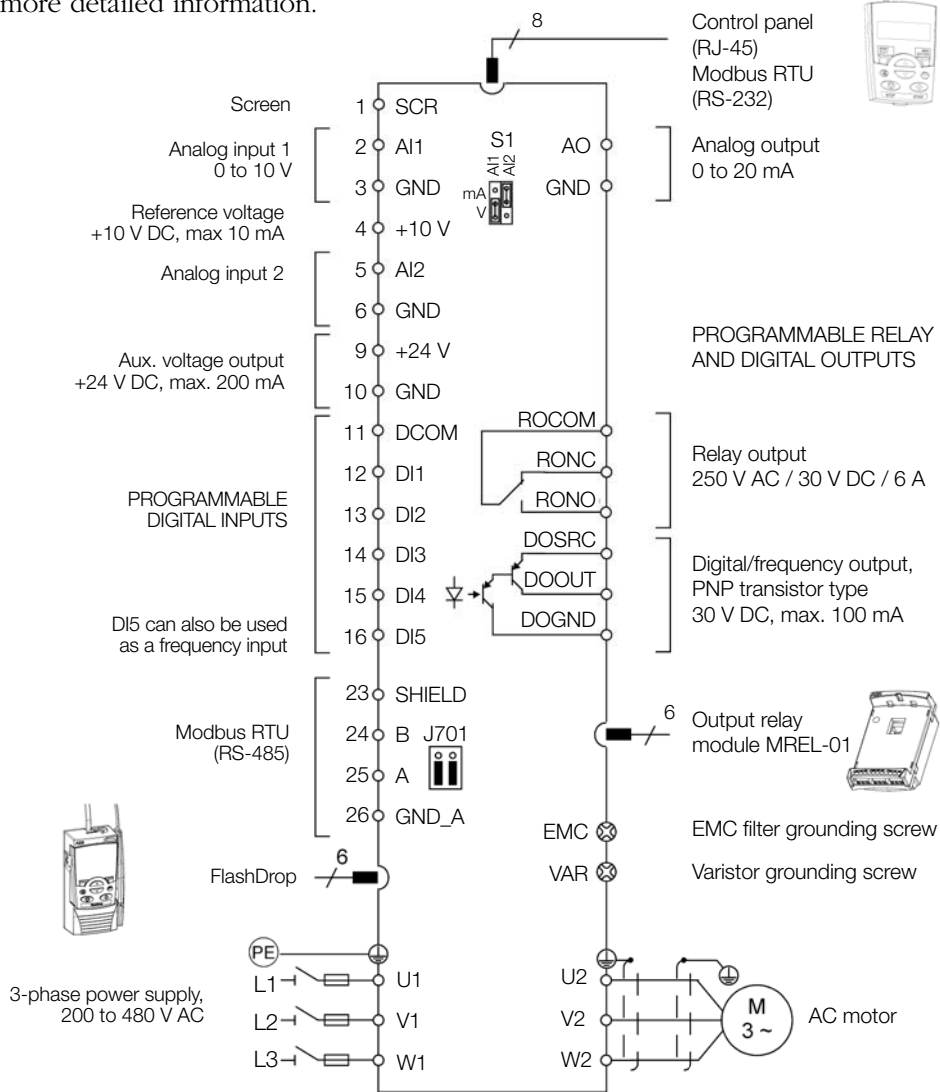 more detailed information.
8
Control panel
(RJ-45)
Modbus RTU
(RS-232)
Screen
1 SCR
Analog input 1
0 to 10 V
2 AI1
3 GND
Reference voltage
+10 V DC, max 10 mA
4 +10 V
Analog input 2
5 AI2
6 GND
Aux. voltage output
+24 V DC, max. 200 mA
9 +24 V
10 GND
PROGRAMMABLE
DIGITAL INPUTS
11 DCOM
12 DI1
13 DI2
14 DI3
15 DI4
16 DI5
DI5 can also be used
as a frequency input
Modbus RTU
(RS-485)
23 SHIELD
24 B J701
25 A
26 GND_A
FlashDrop
6
S1
AI1
AI2
mA
V
AO
GND
Analog output
0 to 20 mA
PROGRAMMABLE RELAY
AND DIGITAL OUTPUTS
ROCOM
RONC
RONO
Relay output
250 V AC / 30 V DC / 6 A
DOSRC
DOOUT
DOGND
Digital/frequency output,
PNP transistor type
30 V DC, max. 100 mA
6
Output relay
module MREL-01
EMC
EMC filter grounding screw
VAR
Varistor grounding screw
PE
3-phase power supply,
200 to 480 V AC
L1 U1
L2 V1
L3 W1
U2
V2
W2
M
3 ~
AC motor